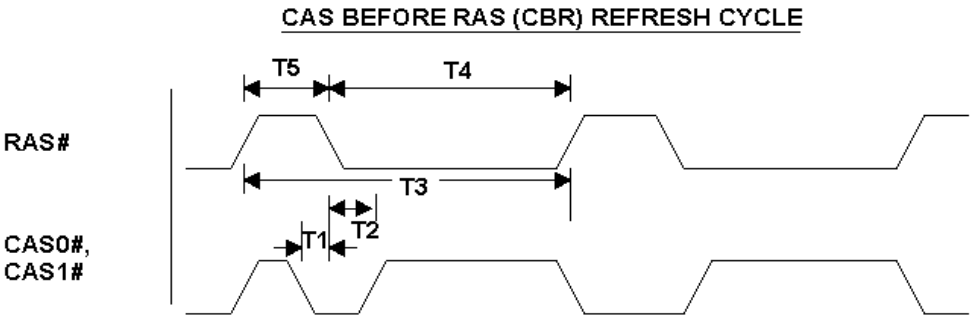 CAS BEFORE RAS (CBR) REFRESH CYCLE
T5
T4
RAS#
T3
T1
T2
CAS0#,
CAS1#